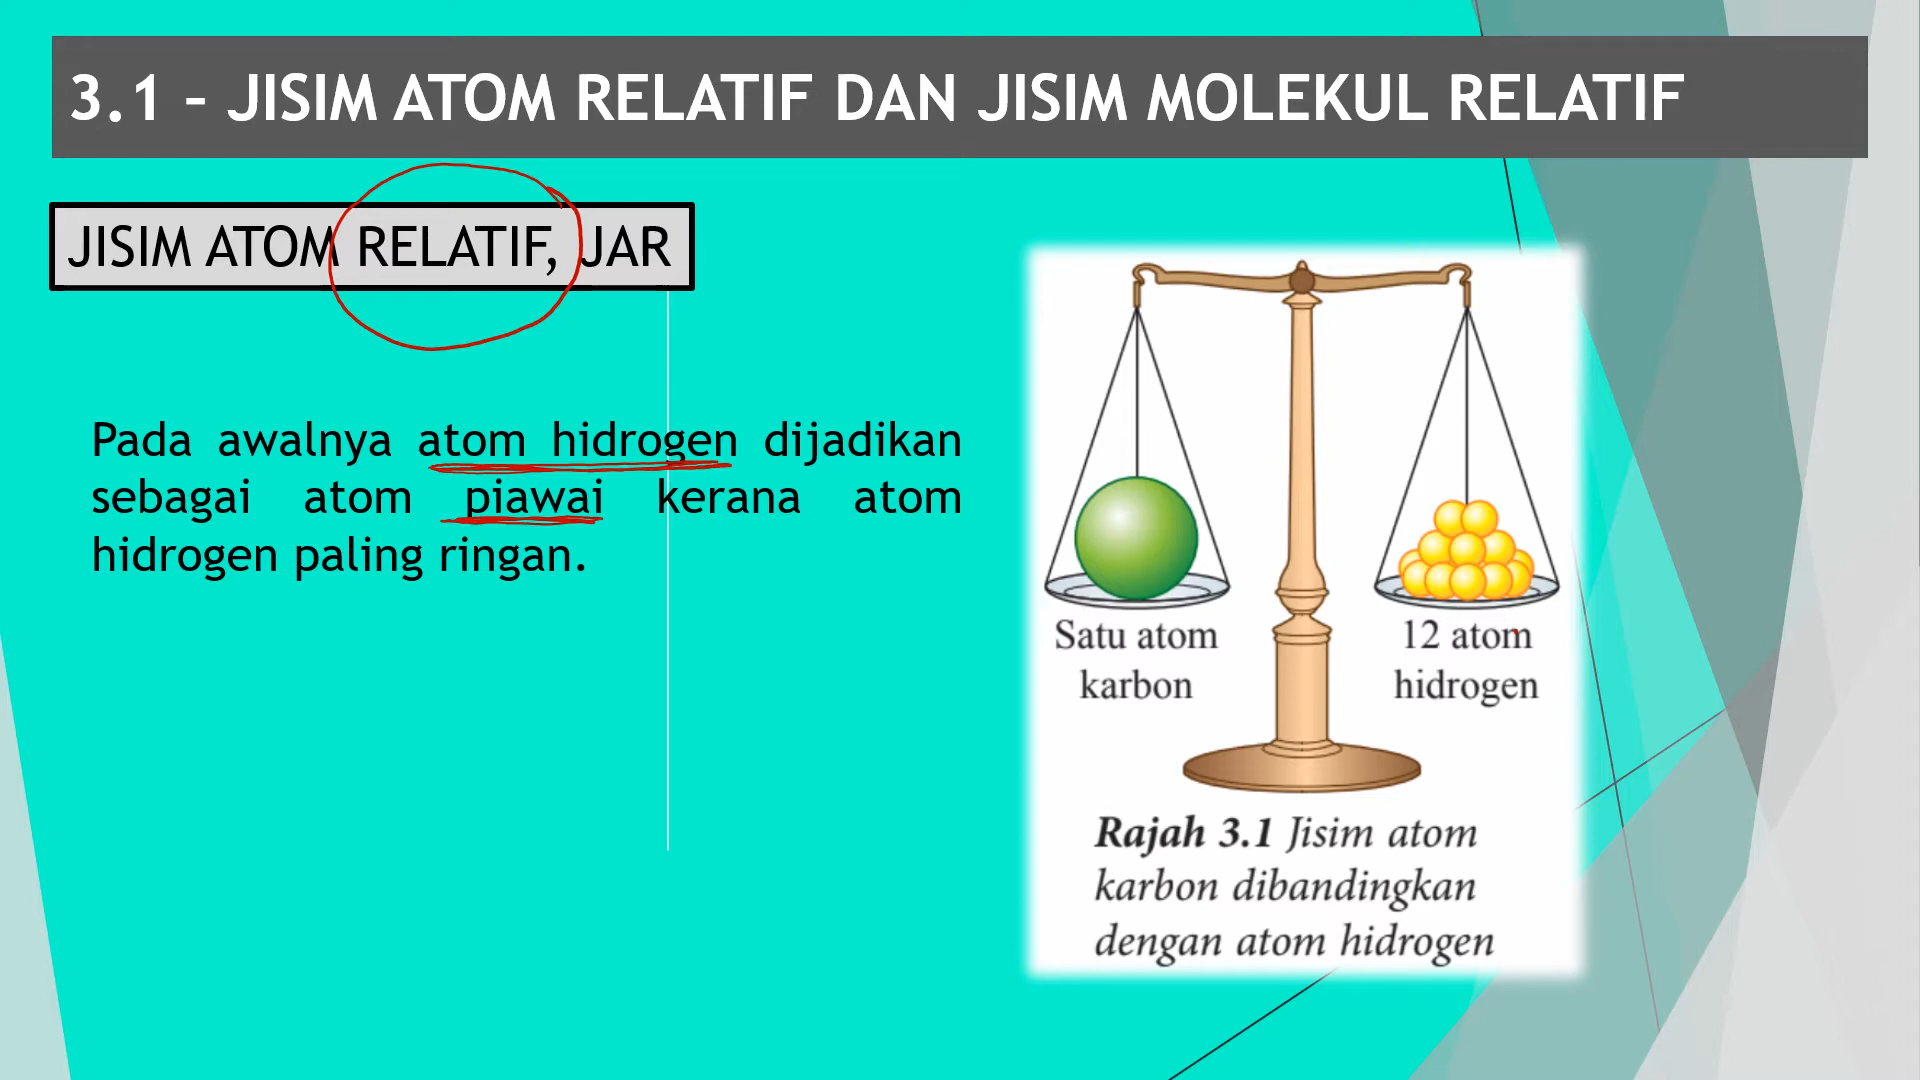 3.1 – JISIM ATOM RELATIF DAN JISIM MOLEKUL RELATIF
JISIM ATOM RELATIF, JAR
Pada awalnya atom hidrogen dijadikan
sebagai atom piawai kerana atom
hidrogen paling ringan.
Satu atom
karbon
12 atom
hidrogen
Rajah 3.1 Jisim atom
karbon dibandingkan
dengan atom hidrogen